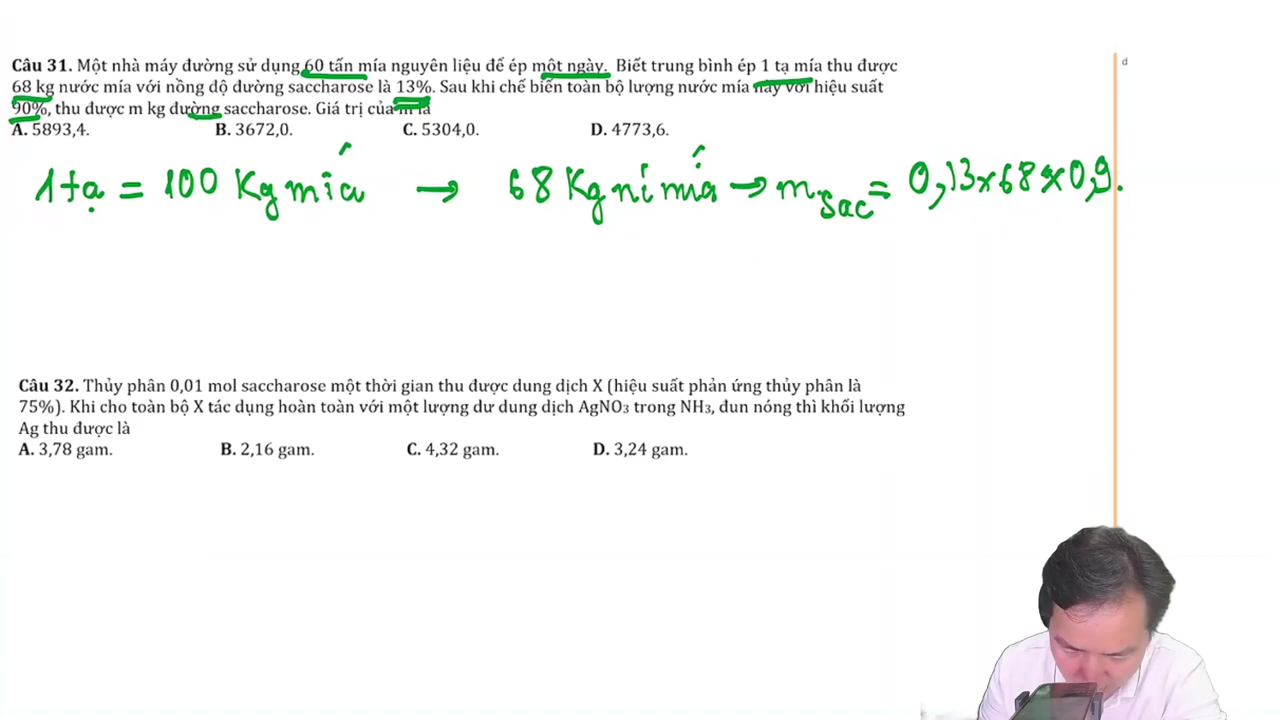 Câu 31. Một nhà máy đường sử dụng 60 tấn mía nguyên liệu để ép một ngày. Biết trung bình ép 1 tạ mía thu được
68 kg nước mía với nồng độ đường saccharose là 13%. Sau khi chế biến toàn bộ lượng nước mía này với hiệu suất
90%, thu được m kg đường saccharose. Giá trị của m là
A. 5893,4. B. 3672,0. C. 5304,0. D. 4773,6.
1 tạ = 100 Kg mía → 68 Kg ní mía → m sac = 0,13x68x0,9.
d
Câu 32. Thủy phân 0,01 mol saccharose một thời gian thu được dung dịch X (hiệu suất phản ứng thủy phân là
75%). Khi cho toàn bộ X tác dụng hoàn toàn với một lượng dư dung dịch AgNO₃ trong NH₃, đun nóng thì khối lượng
Ag thu được là
A. 3,78 gam. B. 2,16 gam. C. 4,32 gam. D. 3,24 gam.